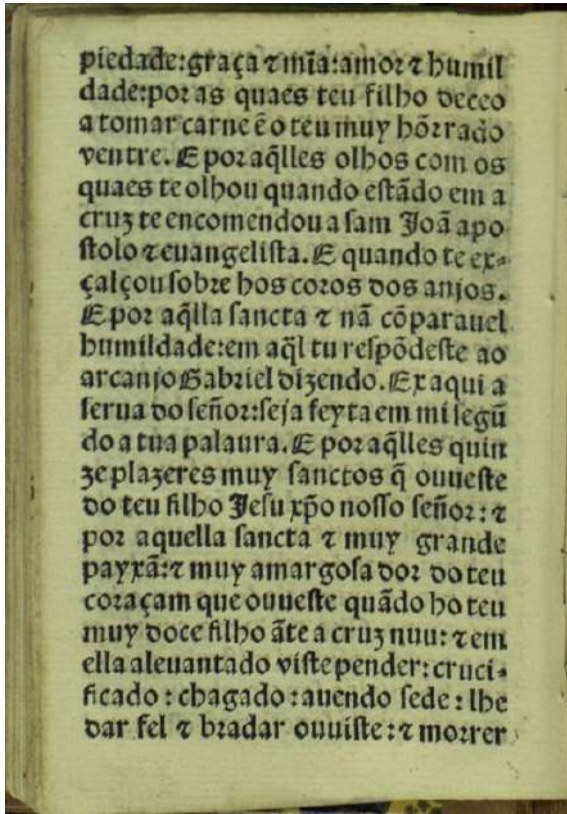 piedade:graça ⁊ mi͂a:amor ⁊ humil
dade:por as quaes teu filho deceo
a tomar carne ẽ o teu muy hõrrado
ventre. E por aq̃lles olhos com os
quaes te olhou quando estãdo em a
cruz te encomendou a sam Joã apo
stolo ⁊ euangelista. E quando te ex-
çalçou sobre hos coros dos anjos.
E por aq̃lla sancta ⁊ nã cõparauel
humildade:em aq̃l tu respõdeste ao
arcanjo Gabriel dizendo. Ex aqui a
serua do señor:seja feyta em mi segũ
do a tua palaura. E por aq̃lles quin
ze plazeres muy sanctos q̃ ouueste
do teu filho Jesu xp̃o nosso señor: ⁊
por aquella sancta ⁊ muy grande
payxã:⁊ muy amargosa dor do teu
coraçam que ouueste quãdo ho teu
muy doce filho ãte a cruz nuu: ⁊ em
ella aleuantado viste pender: cruci-
ficado : chagado : auendo sede : lhe
dar fel ⁊ bradar ouuiste: ⁊ morrer